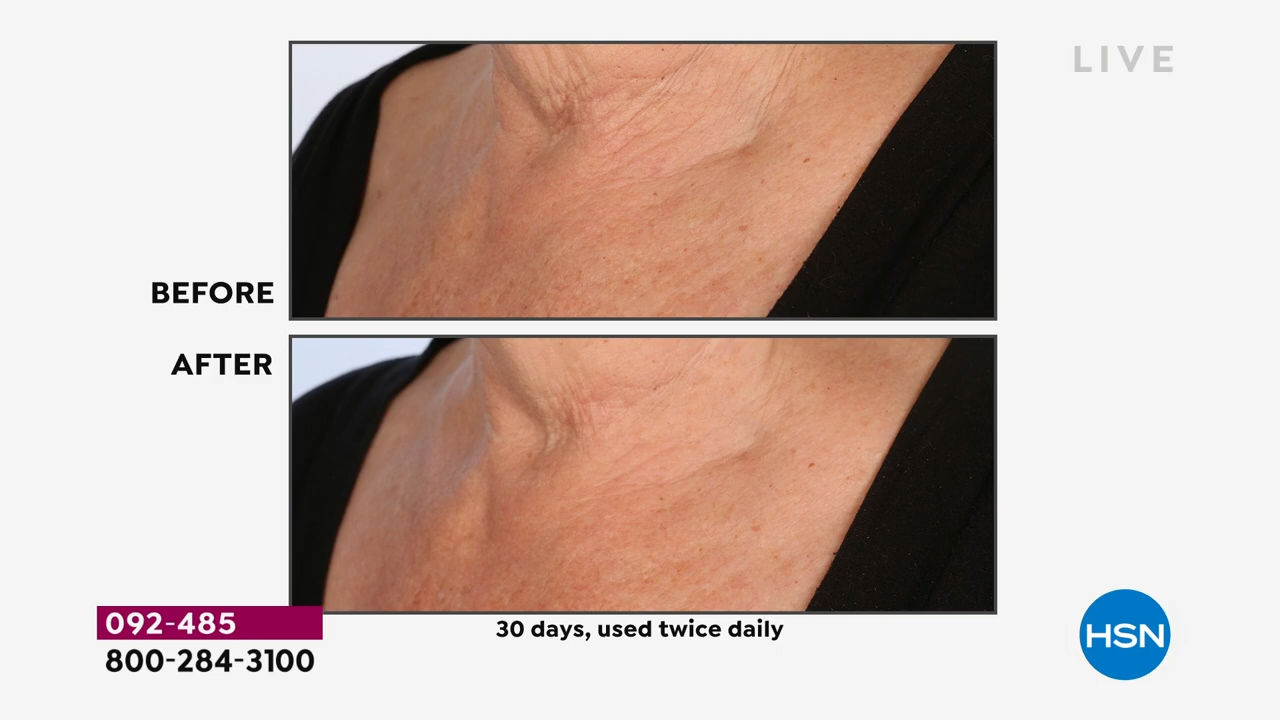 LIVE
BEFORE
AFTER
092-485
800-284-3100
30 days, used twice daily
HSN